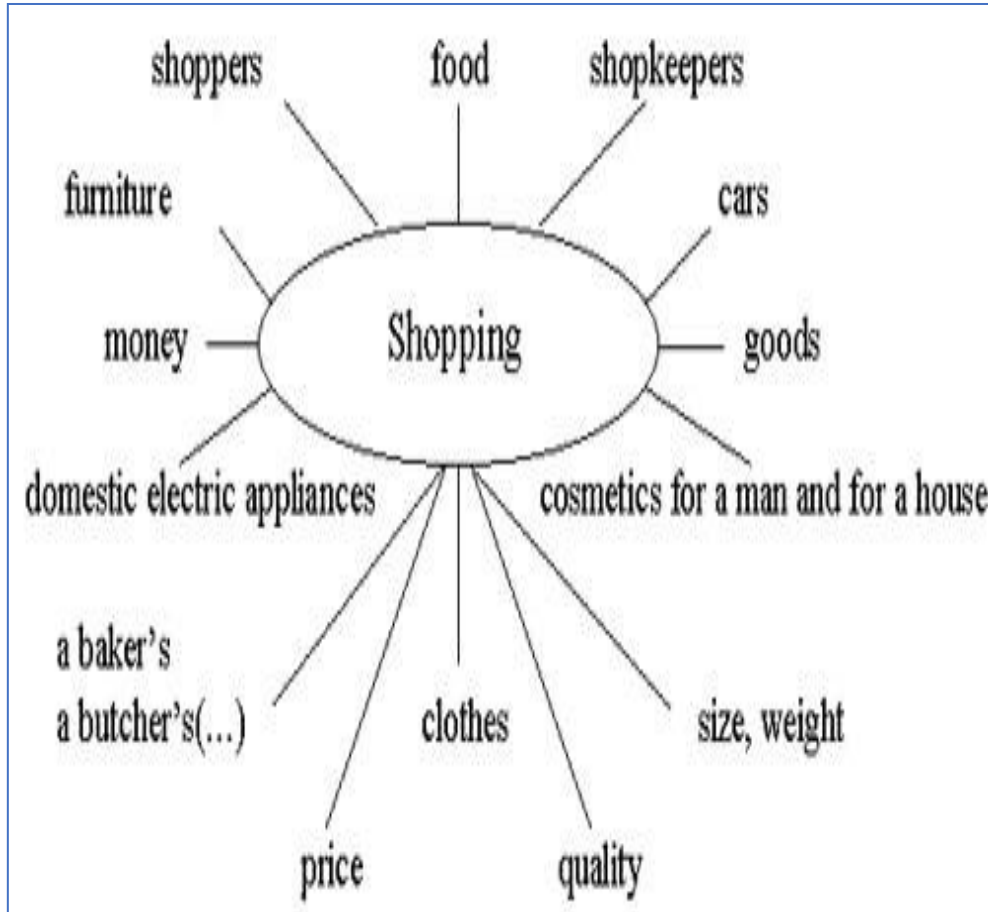 shoppers
food
shopkeepers
furniture
cars
money
Shopping
goods
domestic electric appliances
cosmetics for a man and for a house
a baker’s
a butcher’s(...)
clothes
size, weight
price
quality